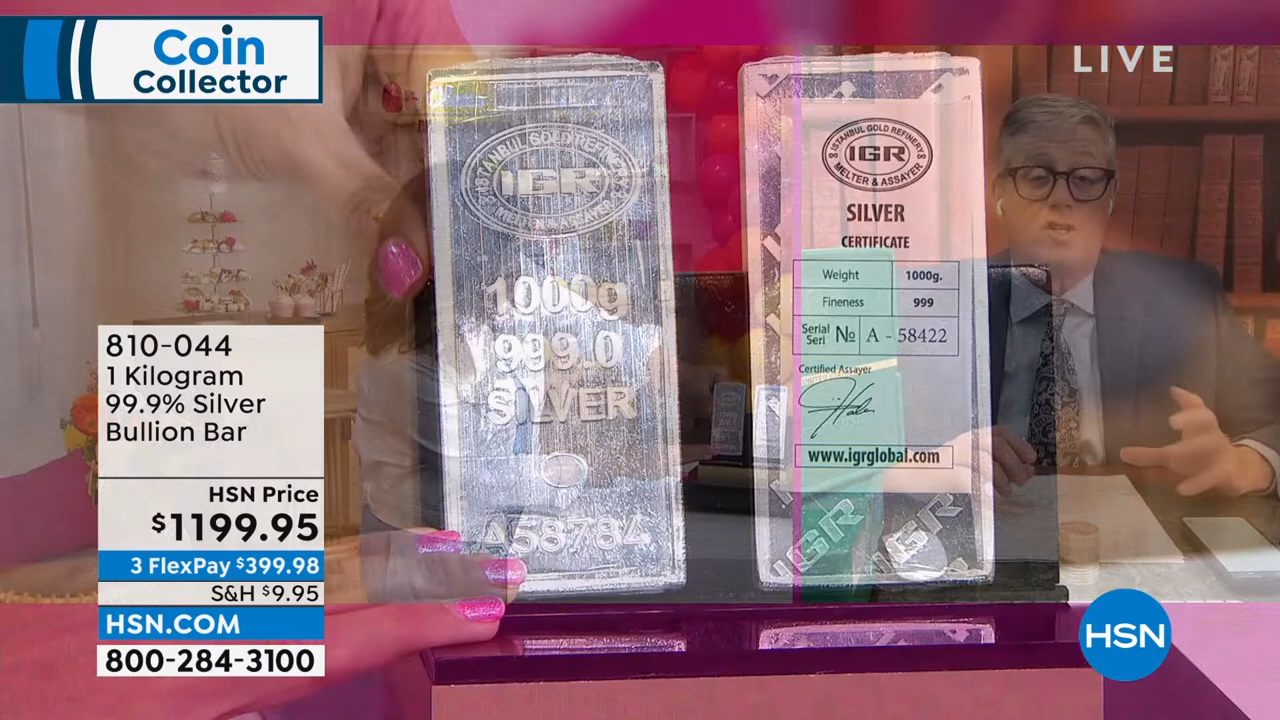 Coin
Collector
LIVE
ISTANBUL GOLD REFINERY
IGR
1000g
999.0
SILVER
A58784
ISTANBUL GOLD REFINERY
IGR
MELTER & ASSAYER
SILVER
CERTIFICATE
Weight 1000g.
Fineness 999
Serial
Seri № A - 58422
Certified Assayer
www.igrglobal.com
IGR IGR
810-044
1 Kilogram
99.9% Silver
Bullion Bar
HSN Price
$1199.95
3 FlexPay $399.98
S&H $9.95
HSN.COM
800-284-3100
HSN